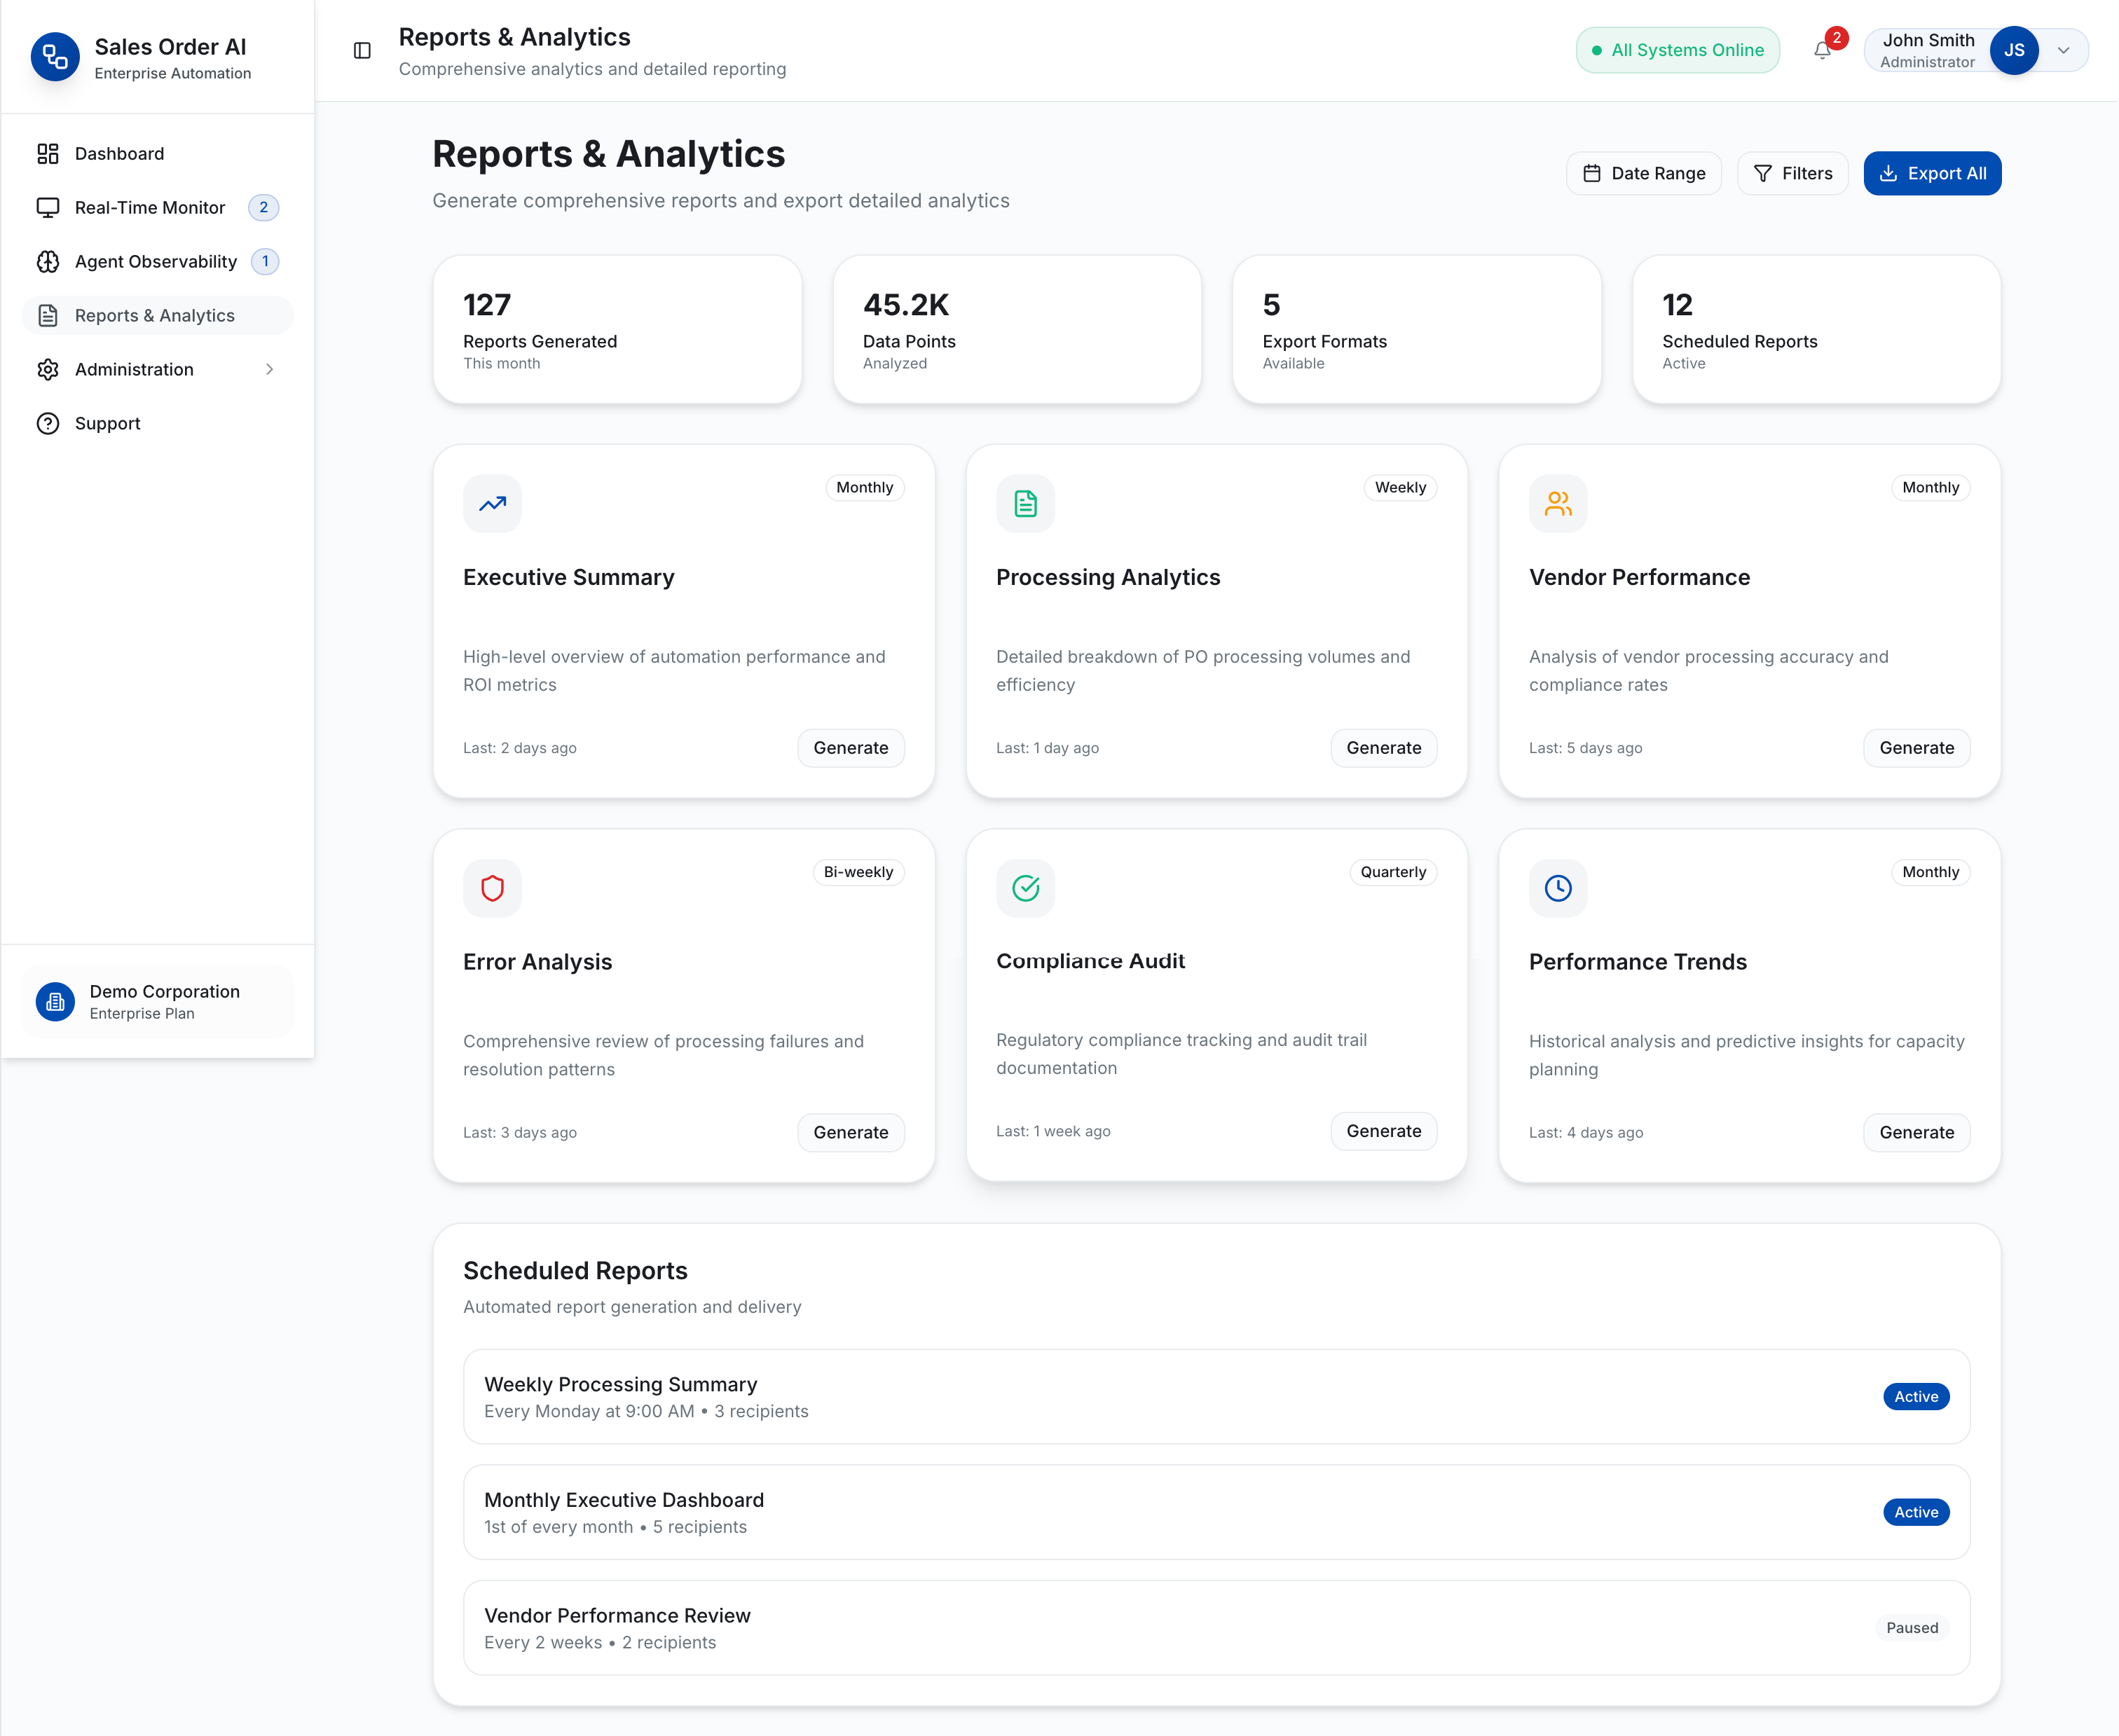 Sales Order AI
Enterprise Automation
Dashboard
Real-Time Monitor 2
Agent Observability 1
Reports & Analytics
Administration
Support
Demo Corporation
Enterprise Plan
Reports & Analytics
Comprehensive analytics and detailed reporting
All Systems Online
2
John Smith
Administrator
JS
Reports & Analytics
Generate comprehensive reports and export detailed analytics
Date Range
Filters
Export All
127
Reports Generated
This month
45.2K
Data Points
Analyzed
5
Export Formats
Available
12
Scheduled Reports
Active
Monthly
Executive Summary
High-level overview of automation performance and
ROI metrics
Last: 2 days ago
Generate
Weekly
Processing Analytics
Detailed breakdown of PO processing volumes and
efficiency
Last: 1 day ago
Generate
Monthly
Vendor Performance
Analysis of vendor processing accuracy and
compliance rates
Last: 5 days ago
Generate
Bi-weekly
Error Analysis
Comprehensive review of processing failures and
resolution patterns
Last: 3 days ago
Generate
Quarterly
Compliance Audit
Regulatory compliance tracking and audit trail
documentation
Last: 1 week ago
Generate
Monthly
Performance Trends
Historical analysis and predictive insights for capacity
planning
Last: 4 days ago
Generate
Scheduled Reports
Automated report generation and delivery
Weekly Processing Summary
Every Monday at 9:00 AM • 3 recipients
Active
Monthly Executive Dashboard
1st of every month • 5 recipients
Active
Vendor Performance Review
Every 2 weeks • 2 recipients
Paused